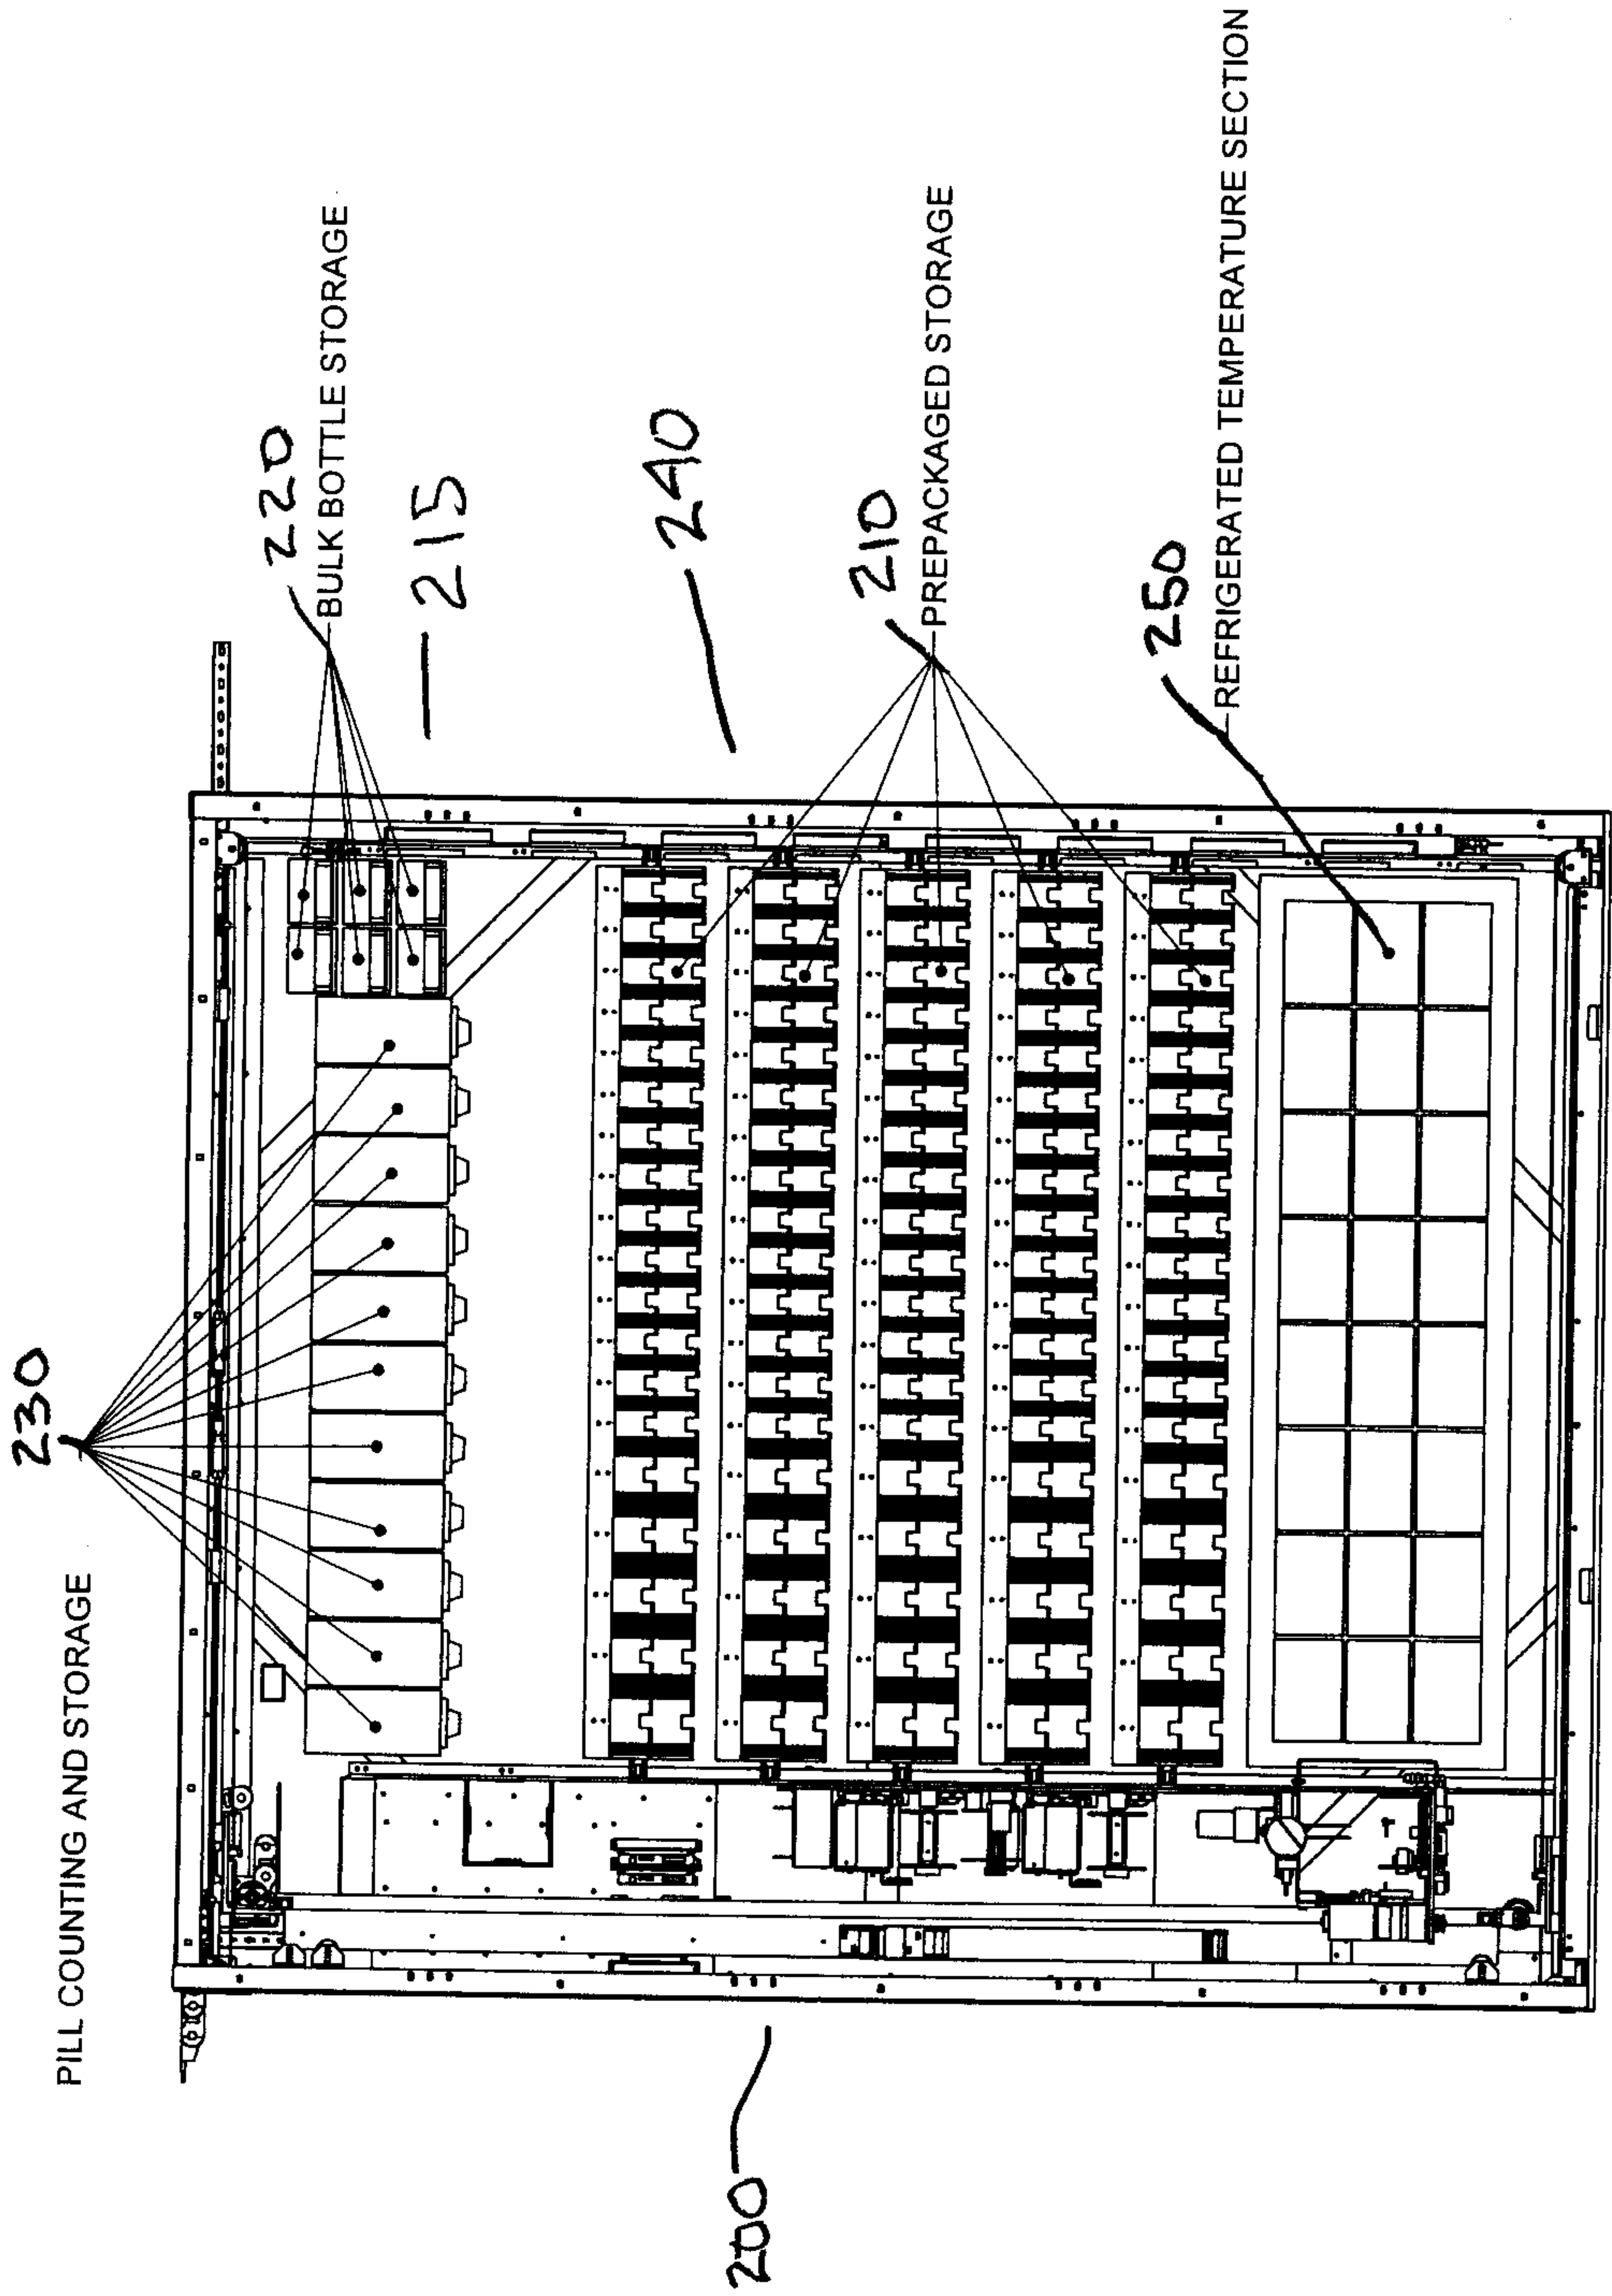 230
PILL COUNTING AND STORAGE
220
BULK BOTTLE STORAGE
215
240
200
210
PREPACKAGED STORAGE
250
REFRIGERATED TEMPERATURE SECTION